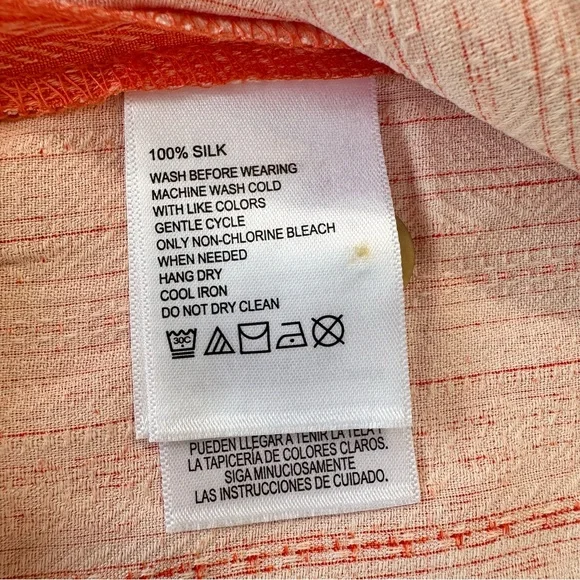 100% SILK
WASH BEFORE WEARING
MACHINE WASH COLD
WITH LIKE COLORS
GENTLE CYCLE
ONLY NON-CHLORINE BLEACH
WHEN NEEDED
HANG DRY
COOL IRON
DO NOT DRY CLEAN
30C
PUEDEN LLEGAR A TENIR LA TELA Y
LA TAPICERÍA DE COLORES CLAROS.
SIGA MINUCIOSAMENTE
LAS INSTRUCCIONES DE CUIDADO.